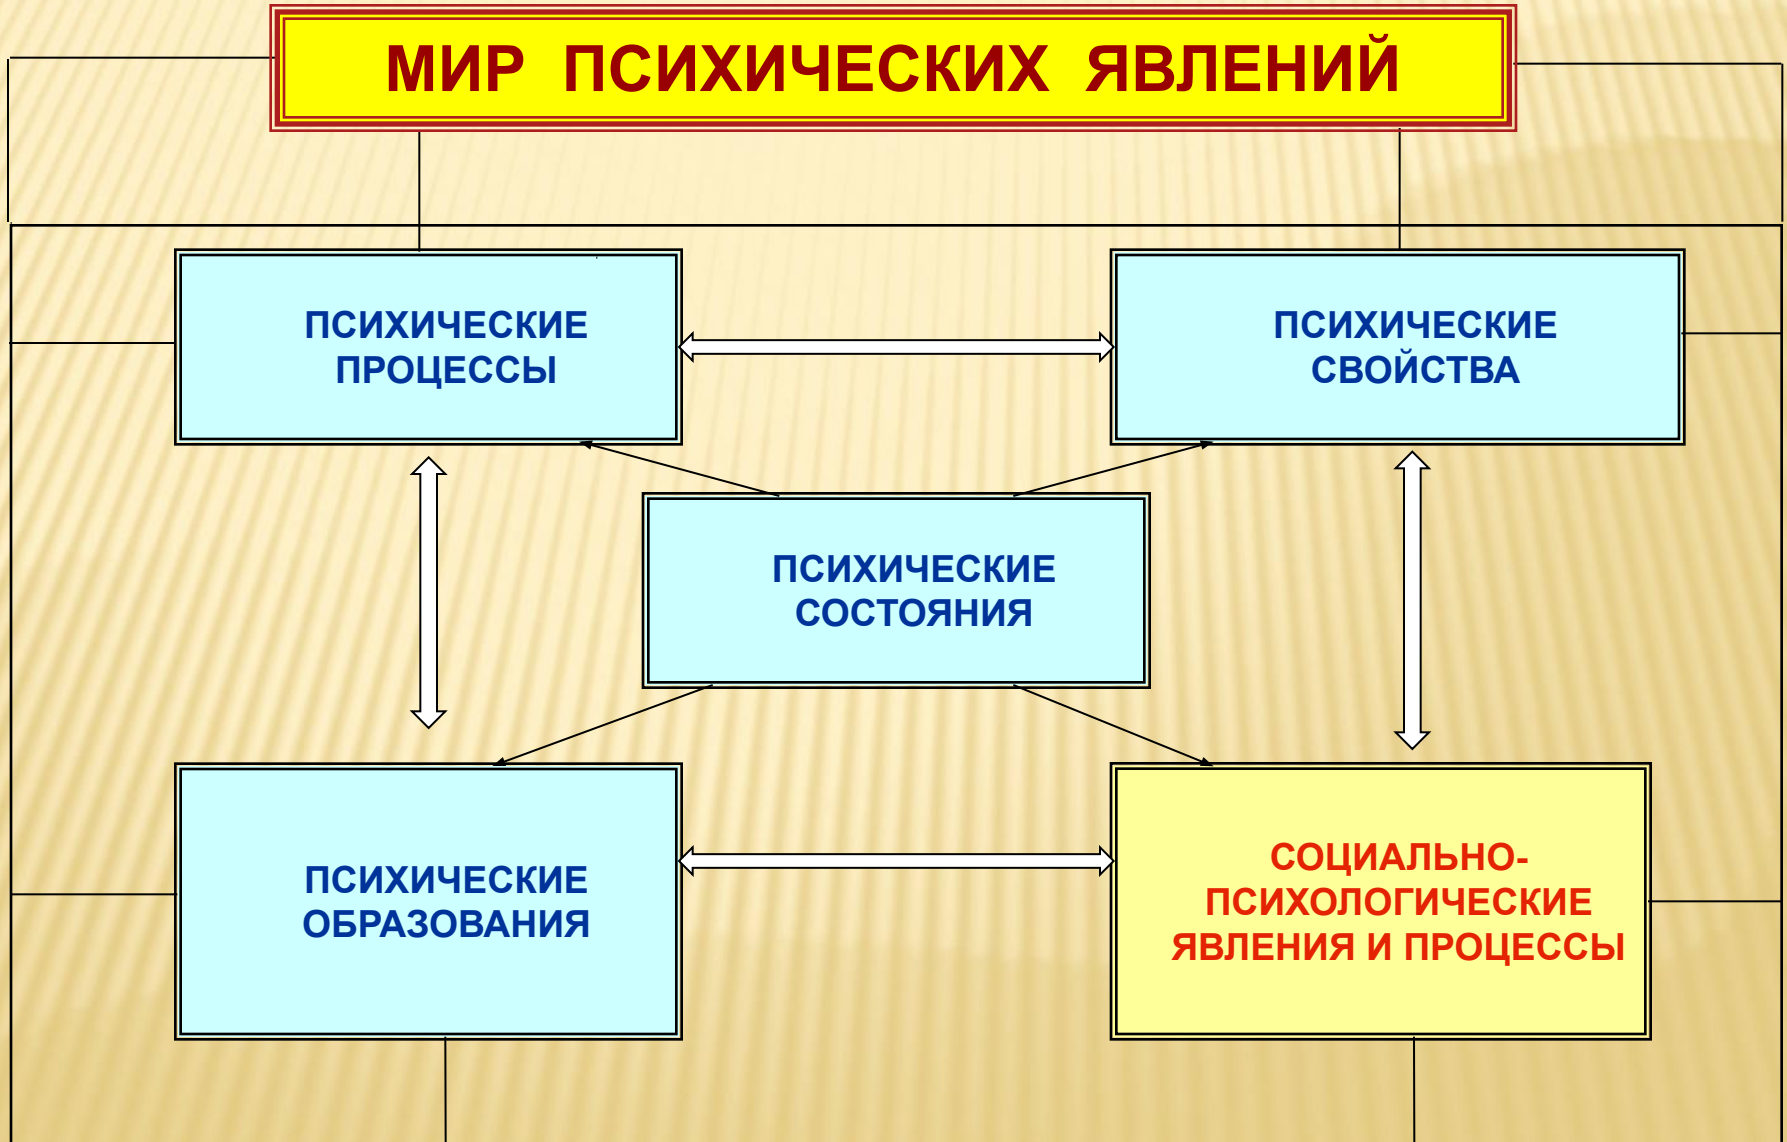 МИР ПСИХИЧЕСКИХ ЯВЛЕНИЙ
ПСИХИЧЕСКИЕ
ПРОЦЕССЫ
ПСИХИЧЕСКИЕ
СВОЙСТВА
ПСИХИЧЕСКИЕ
СОСТОЯНИЯ
ПСИХИЧЕСКИЕ
ОБРАЗОВАНИЯ
СОЦИАЛЬНО-
ПСИХОЛОГИЧЕСКИЕ
ЯВЛЕНИЯ И ПРОЦЕССЫ